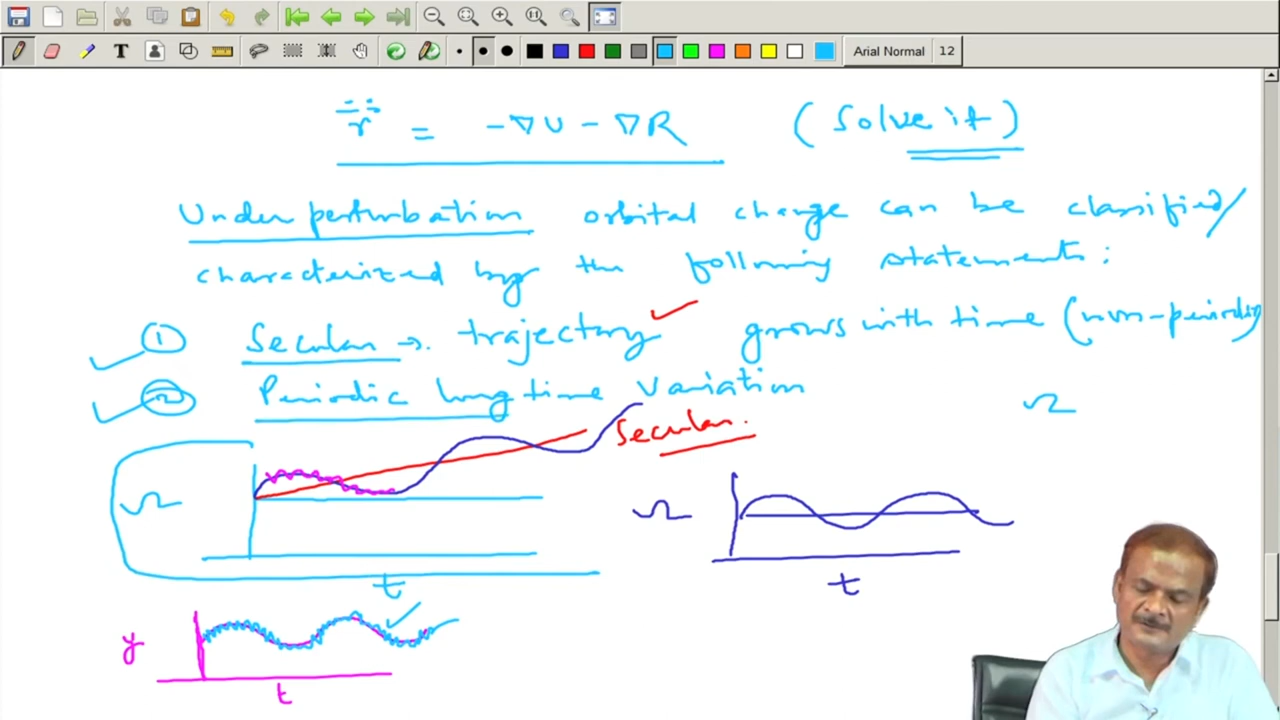 T Arial Normal 12
r̈ = -∇U - ∇R (Solve it)
Under perturbation orbital change can be classified/
characterized by the following statements:
① Secular → trajectory grows with time (non-periodic
② Periodic long time variation
Ω
Secular.
Ω
Ω
t
t
y
t